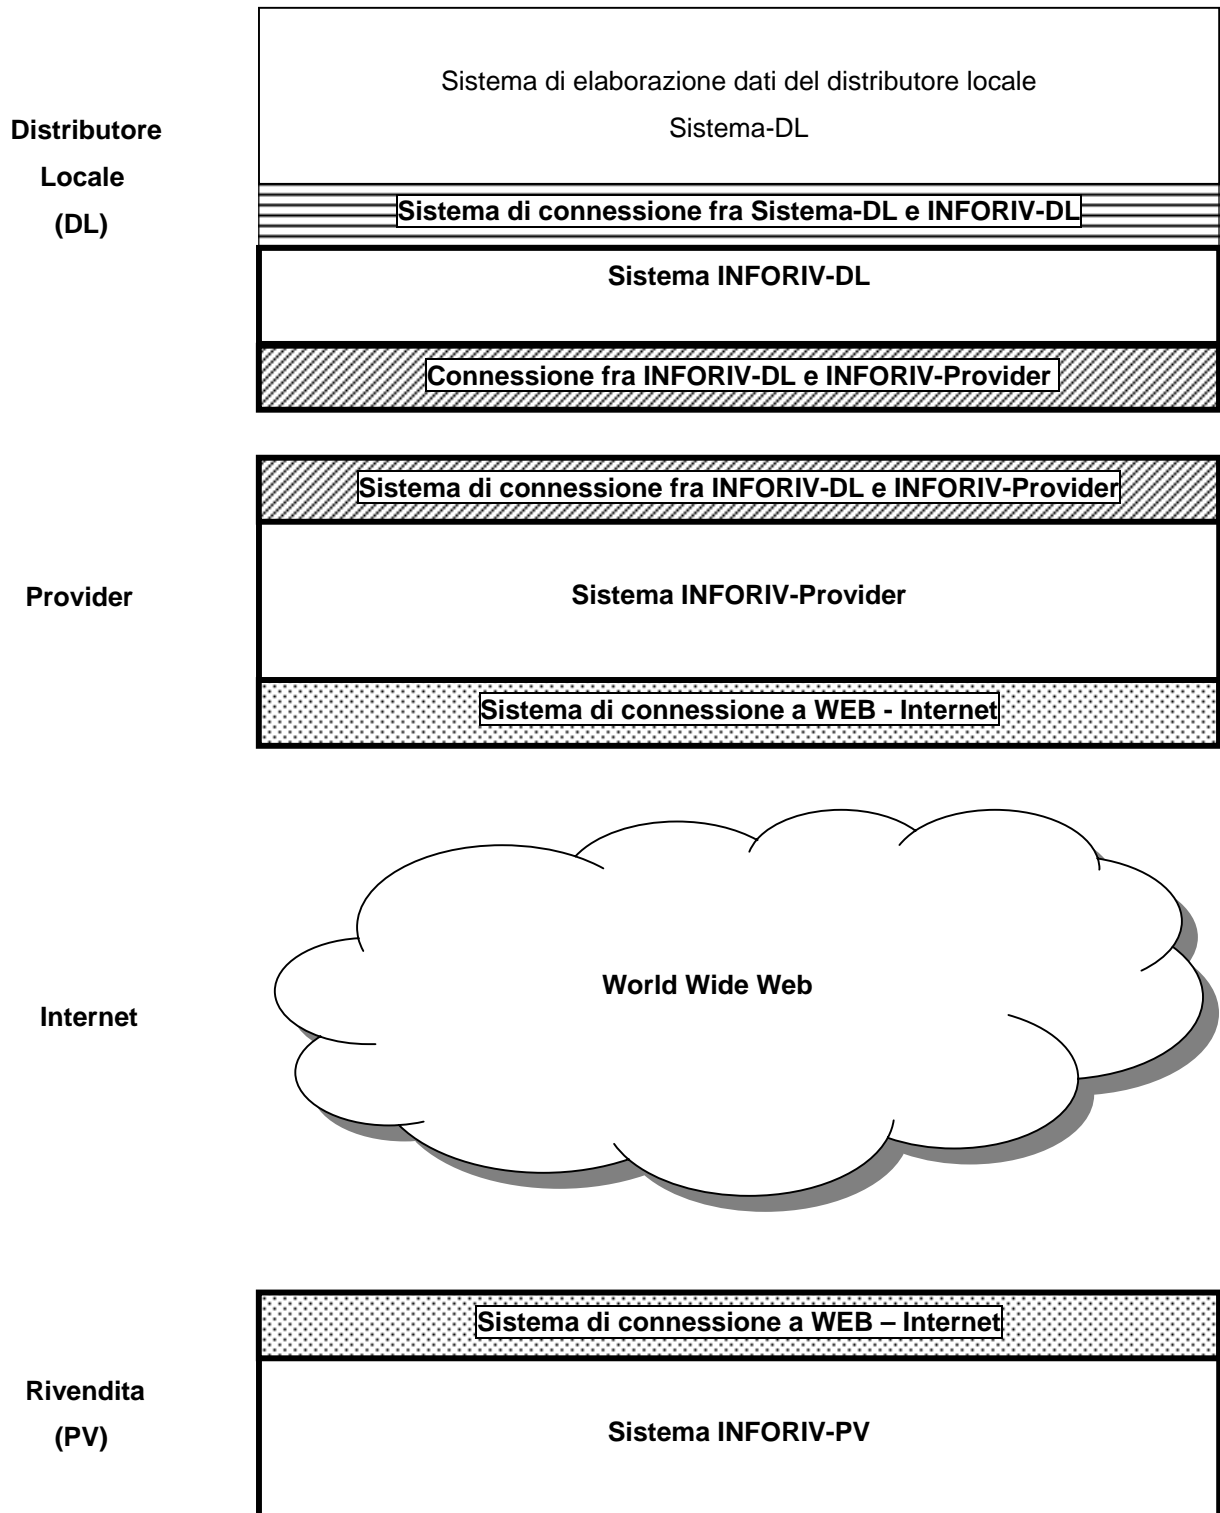 Sistema di elaborazione dati del distributore locale
Sistema-DL
Distributore
Locale
(DL)
Sistema di connessione fra Sistema-DL e INFORIV-DL
Sistema INFORIV-DL
Connessione fra INFORIV-DL e INFORIV-Provider
Sistema di connessione fra INFORIV-DL e INFORIV-Provider
Provider
Sistema INFORIV-Provider
Sistema di connessione a WEB - Internet
World Wide Web
Internet
Sistema di connessione a WEB – Internet
Rivendita
(PV)
Sistema INFORIV-PV